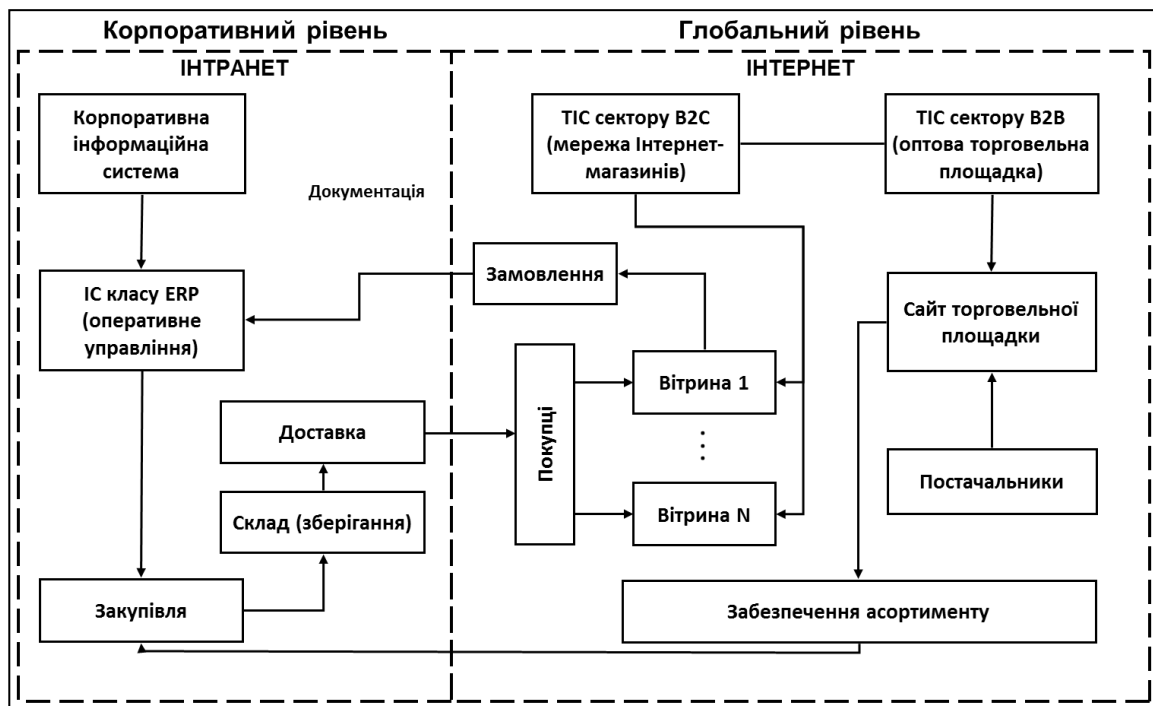 Корпоративний рівень
Глобальний рівень
ІНТРАНЕТ
ІНТЕРНЕТ
Корпоративна
інформаційна
система
ТІС сектору B2C
(мережа Інтернет-
магазинів)
ТІС сектору B2B
(оптова торговельна
площадка)
Документація
Замовлення
ІС класу ERP
(оперативне
управління)
Сайт торговельної
площадки
Вітрина 1
Доставка
Покупці
Постачальники
Склад (зберігання)
Вітрина N
Закупівля
Забезпечення асортименту